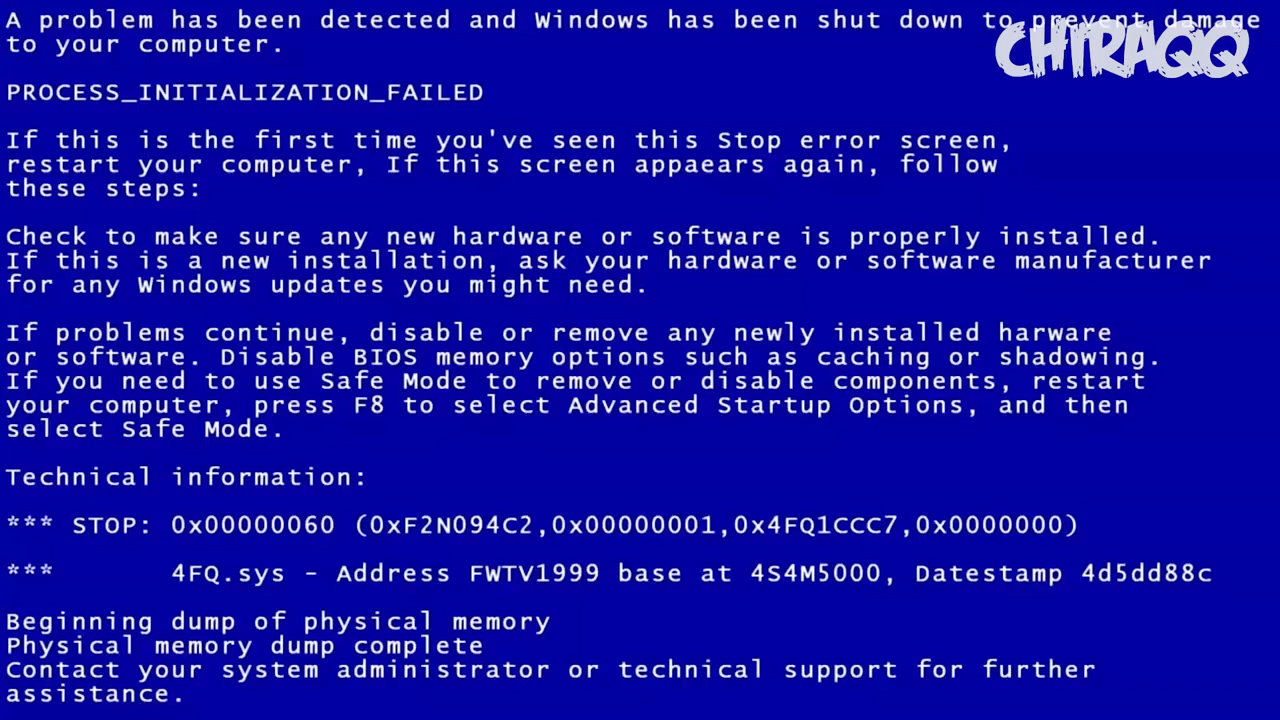 A problem has been detected and Windows has been shut down to prevent damage
to your computer.
CHIRAQQ
PROCESS_INITIALIZATION_FAILED
If this is the first time you've seen this Stop error screen,
restart your computer, If this screen appaears again, follow
these steps:
Check to make sure any new hardware or software is properly installed.
If this is a new installation, ask your hardware or software manufacturer
for any Windows updates you might need.
If problems continue, disable or remove any newly installed harware
or software. Disable BIOS memory options such as caching or shadowing.
If you need to use Safe Mode to remove or disable components, restart
your computer, press F8 to select Advanced Startup Options, and then
select Safe Mode.
Technical information:
*** STOP: 0x00000060 (0xF2N094C2,0x00000001,0x4FQ1CCC7,0x0000000)
*** 4FQ.sys - Address FWTV1999 base at 4S4M5000, Datestamp 4d5dd88c
Beginning dump of physical memory
Physical memory dump complete
Contact your system administrator or technical support for further
assistance.